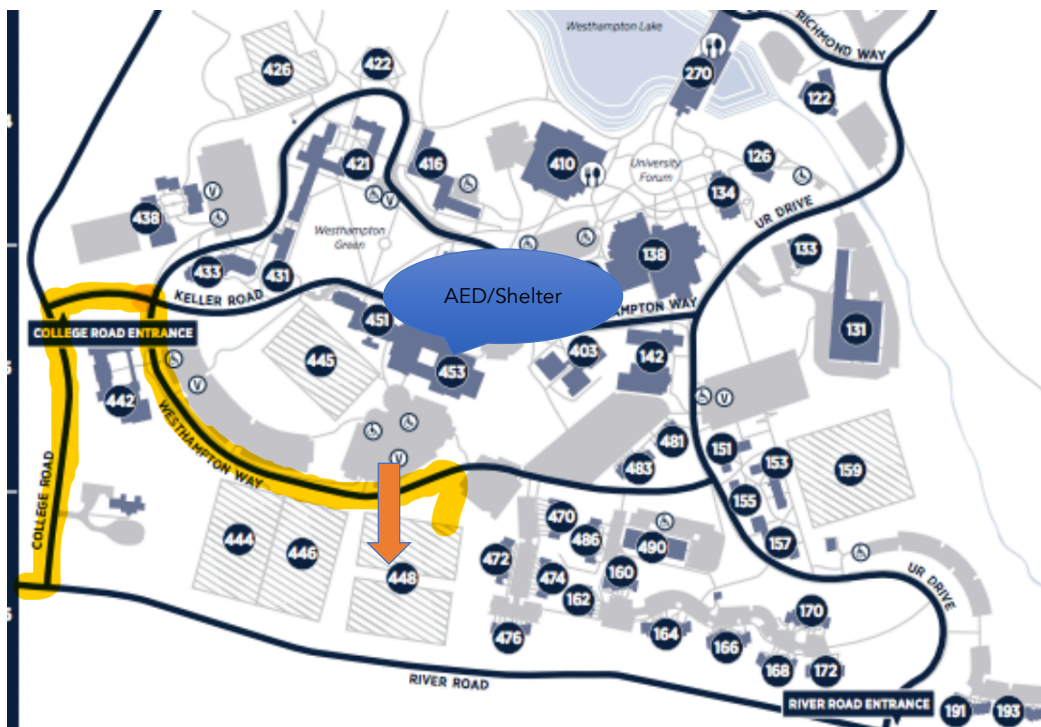 Westhampton Lake
RICHMOND WAY
422
426
270
122
421
416
410
University
Forum
126
134
438
V
V
Westhampton
Green
UR DRIVE
138
133
433
431
KELLER ROAD
AED/Shelter
MPTON WAY
COLLEGE ROAD ENTRANCE
451
131
445
453
403
142
442
V
V
WESTHAMPTON WAY
481
151
483
153
159
V
155
COLLEGE ROAD
470
157
444
446
486
490
472
448
474
160
162
UR DRIVE
170
476
164
166
168
172
RIVER ROAD
RIVER ROAD ENTRANCE
191
193